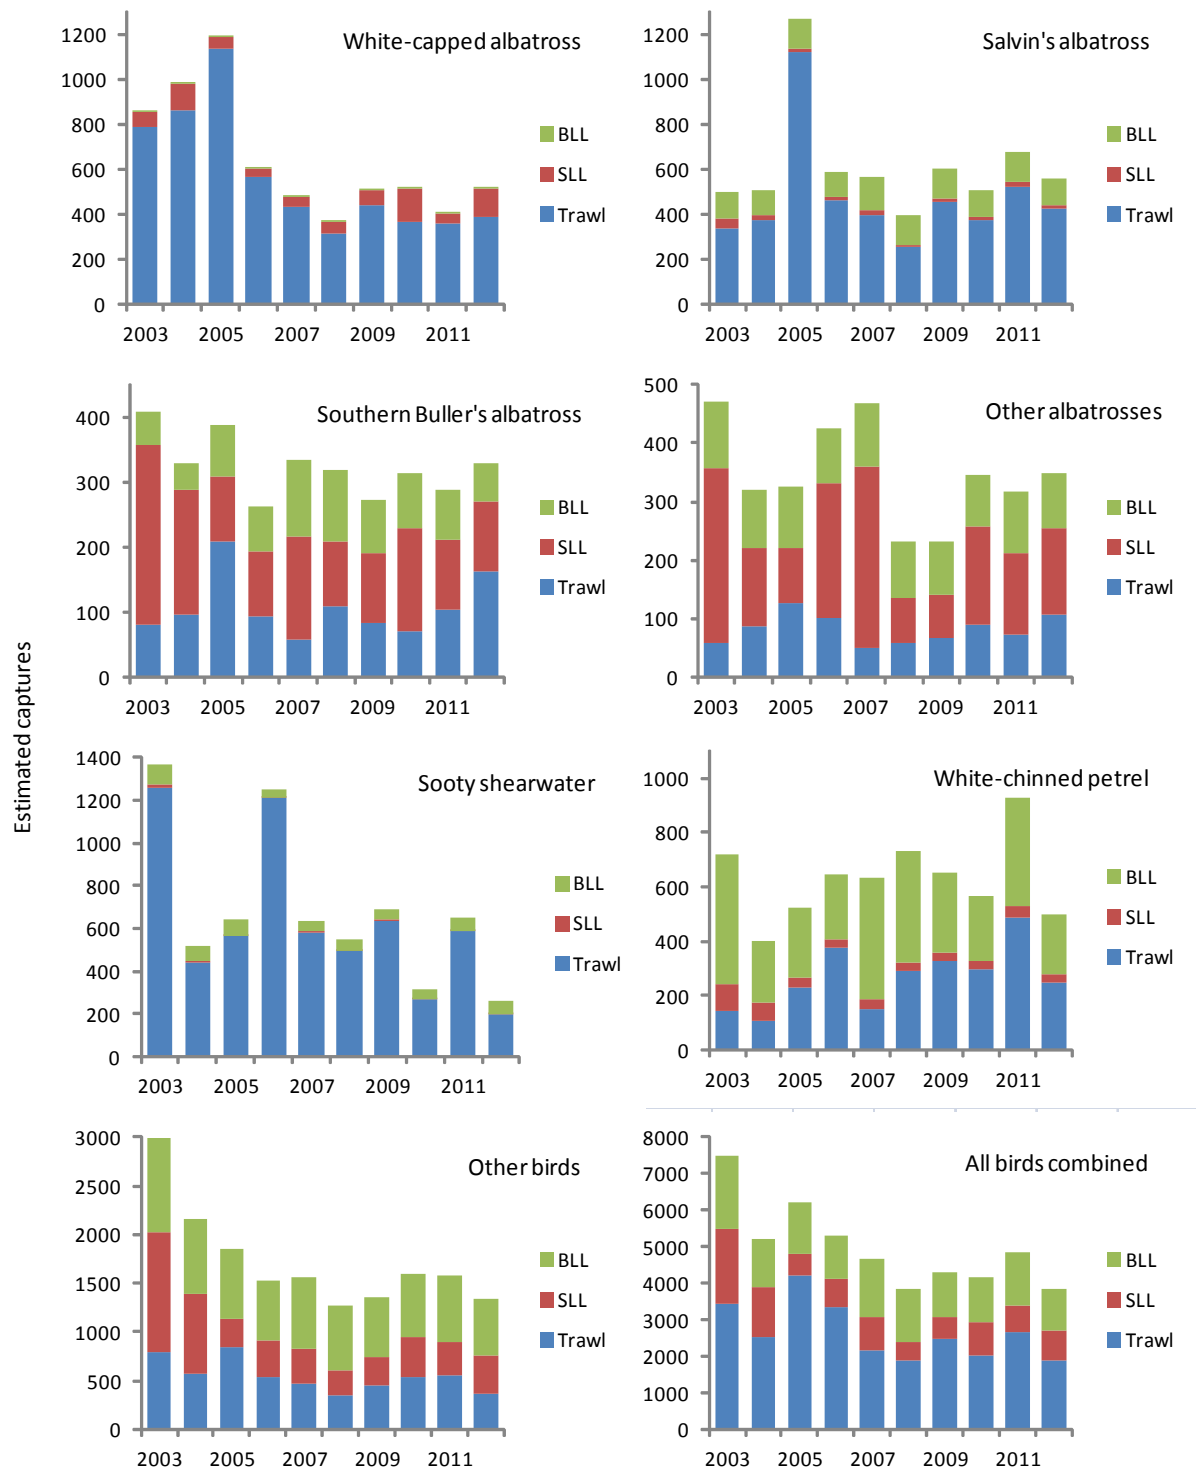 Estimated captures
White-capped albatross
1200
1000
800
600
400
200
0
2003 2005 2007 2009 2011
BLL
SLL
Trawl
Salvin's albatross
1200
1000
800
600
400
200
0
2003 2005 2007 2009 2011
BLL
SLL
Trawl
Southern Buller's albatross
400
300
200
100
0
2003 2005 2007 2009 2011
BLL
SLL
Trawl
Other albatrosses
500
400
300
200
100
0
2003 2005 2007 2009 2011
BLL
SLL
Trawl
Sooty shearwater
1400
1200
1000
800
600
400
200
0
2003 2005 2007 2009 2011
BLL
SLL
Trawl
White-chinned petrel
1000
800
600
400
200
0
2003 2005 2007 2009 2011
BLL
SLL
Trawl
Other birds
3000
2500
2000
1500
1000
500
0
2003 2005 2007 2009 2011
BLL
SLL
Trawl
All birds combined
8000
7000
6000
5000
4000
3000
2000
1000
0
2003 2005 2007 2009 2011
BLL
SLL
Trawl